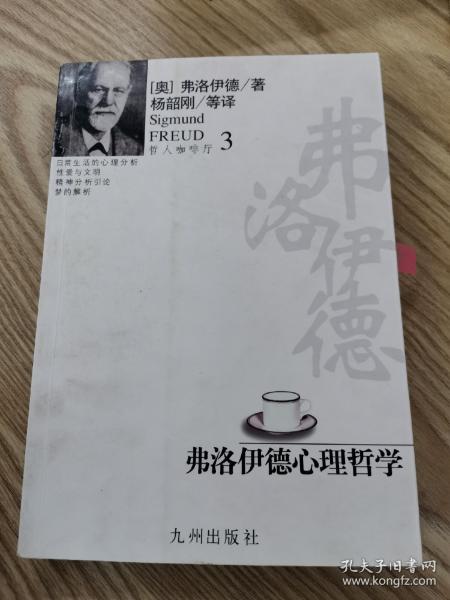 [奥] 弗洛伊德/著
杨韶刚/等译
Sigmund
FREUD
哲人咖啡厅 3
日常生活的心理分析
性爱与文明
精神分析引论
梦的解析
弗洛伊德
弗洛伊德心理哲学
九州出版社
孔夫子旧书网
www.kongfz.com